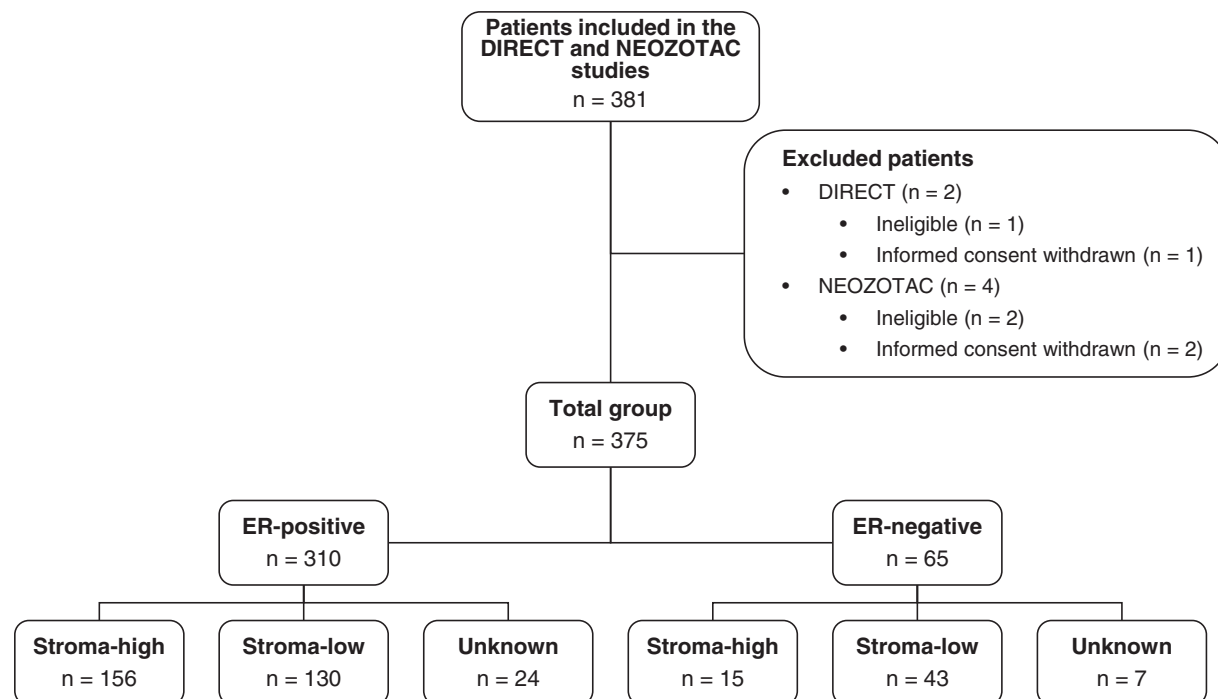 Patients included in the
DIRECT and NEOZOTAC
studies
n = 381
Excluded patients
• DIRECT (n = 2)
• Ineligible (n = 1)
• Informed consent withdrawn (n = 1)
• NEOZOTAC (n = 4)
• Ineligible (n = 2)
• Informed consent withdrawn (n = 2)
Total group
n = 375
ER-positive
n = 310
ER-negative
n = 65
Stroma-high
n = 156
Stroma-low
n = 130
Unknown
n = 24
Stroma-high
n = 15
Stroma-low
n = 43
Unknown
n = 7